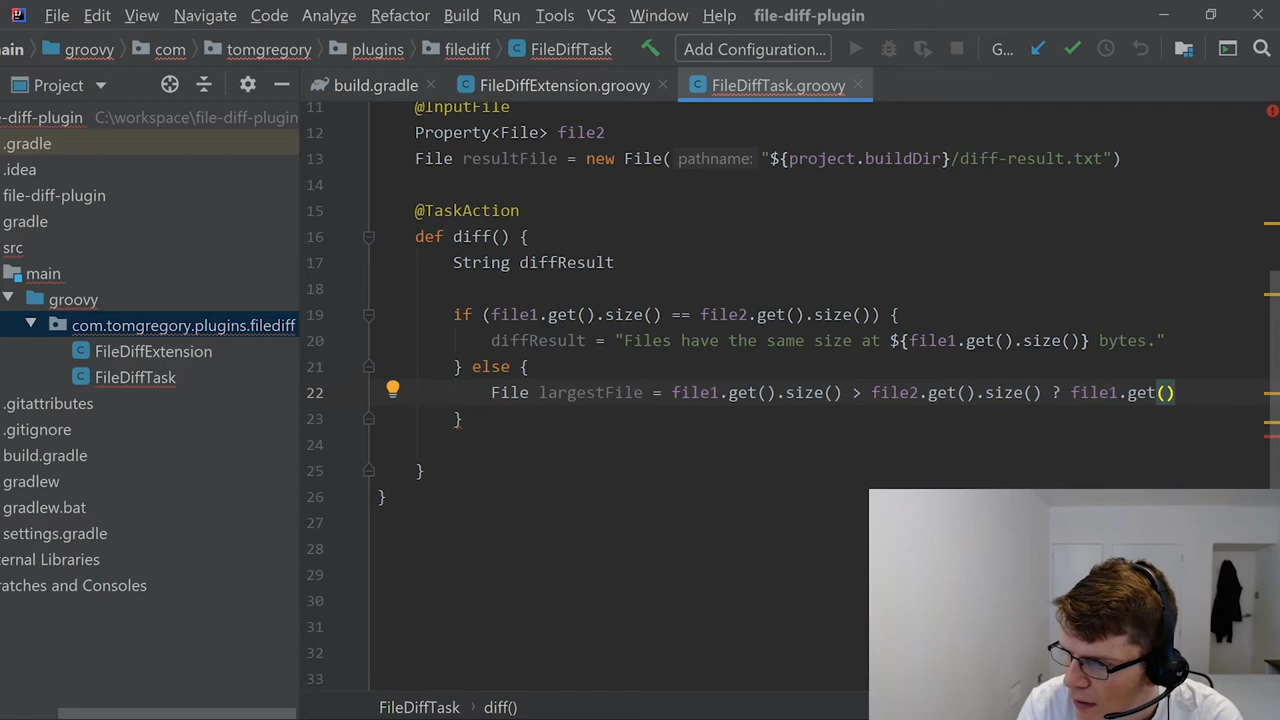 File Edit View Navigate Code Analyze Refactor Build Run Tools VCS Window Help file-diff-plugin
main groovy com tomgregory plugins filediff FileDiffTask Add Configuration... G...
Project build.gradle FileDiffExtension.groovy FileDiffTask.groovy
e-diff-plugin C:\workspace\file-diff-plugin
.gradle
.idea
file-diff-plugin
gradle
src
main
groovy
com.tomgregory.plugins.filediff
FileDiffExtension
FileDiffTask
.gitattributes
.gitignore
build.gradle
gradlew
gradlew.bat
settings.gradle
ernal Libraries
ratches and Consoles
11 @InputFile
12 Property<File> file2
13 File resultFile = new File( pathname: "${project.buildDir}/diff-result.txt")
14
15 @TaskAction
16 def diff() {
17 String diffResult
18
19 if (file1.get().size() == file2.get().size()) {
20 diffResult = "Files have the same size at ${file1.get().size()} bytes."
21 } else {
22 File largestFile = file1.get().size() > file2.get().size() ? file1.get()
23 }
24
25 }
26 }
27
28
29
30
31
32
33
FileDiffTask diff()